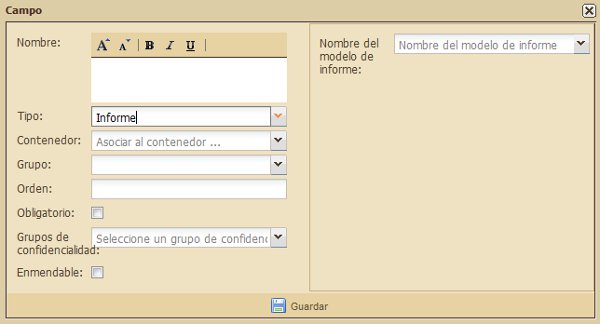 Campo
Nombre:
A A B I U
Tipo: Informe
Contenedor: Asociar al contenedor ...
Grupo:
Orden:
Obligatorio:
Grupos de
confidencialidad:
Seleccione un grupo de confidenc
Enmendable:
Nombre del
modelo de
informe:
Nombre del modelo de informe
Guardar